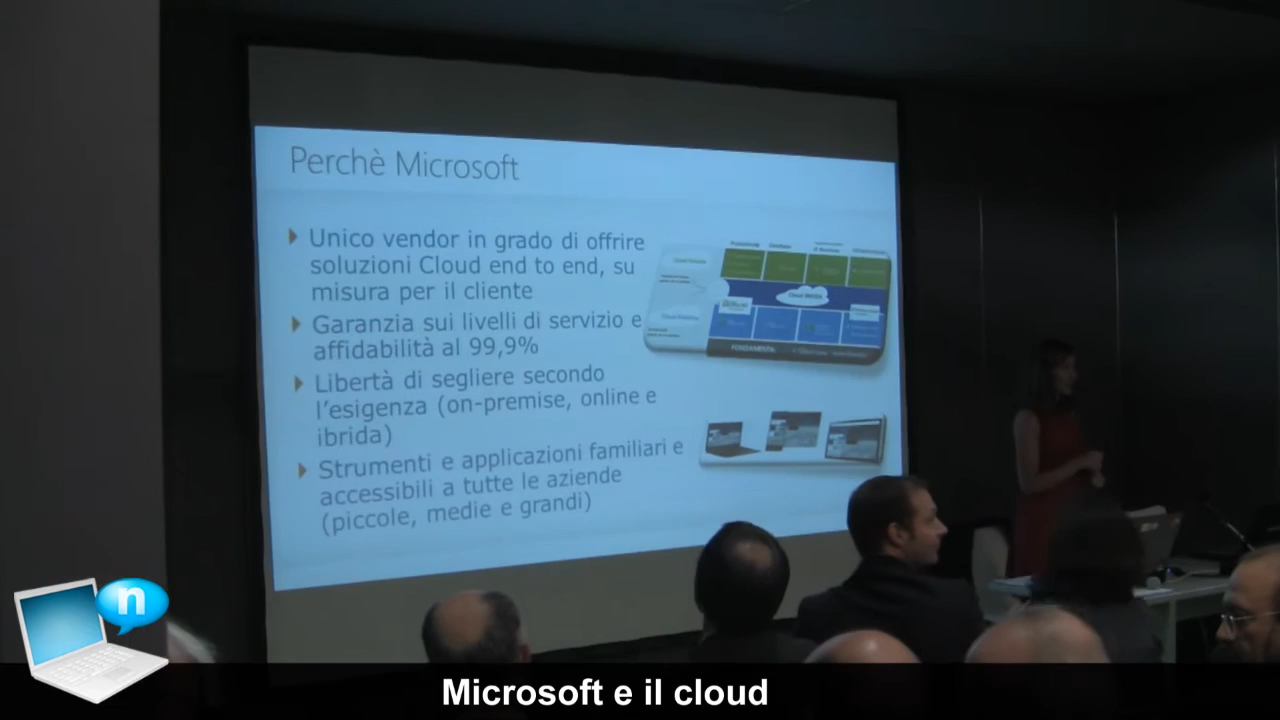 Perchè Microsoft
Unico vendor in grado di offrire
soluzioni Cloud end to end, su
misura per il cliente
Garanzia sui livelli di servizio e
affidabilità al 99,9%
Libertà di segliere secondo
l'esigenza (on-premise, online e
ibrida)
Strumenti e applicazioni familiari e
accessibili a tutte le aziende
(piccole, medie e grandi)
FONDAMENTA
n
Microsoft e il cloud